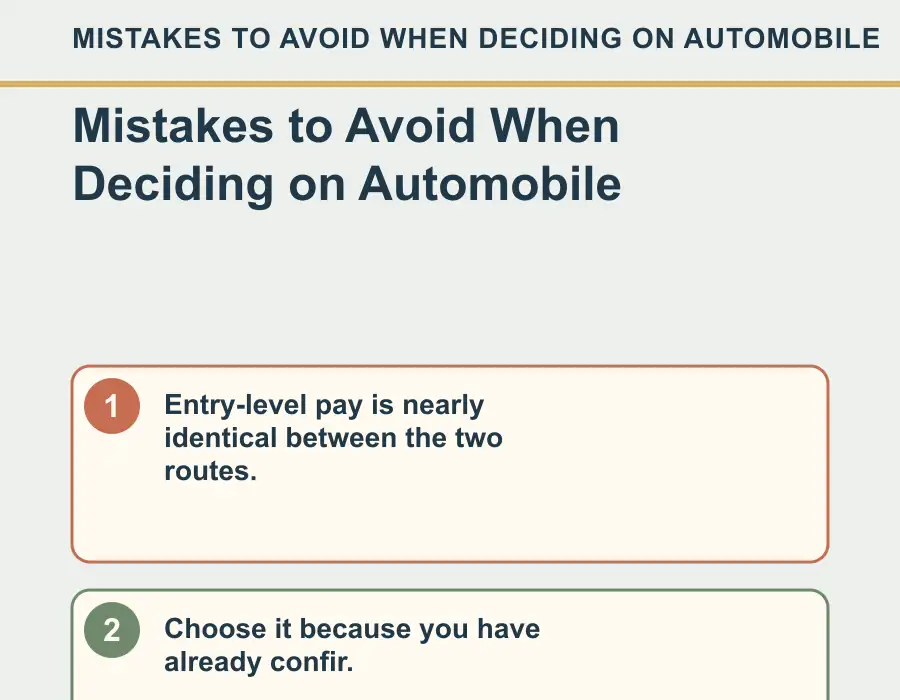 MISTAKES TO AVOID WHEN DECIDING ON AUTOMOBILE
Mistakes to Avoid When
Deciding on Automobile
1
Entry-level pay is nearly
identical between the two
routes.
2
Choose it because you have
already confir.